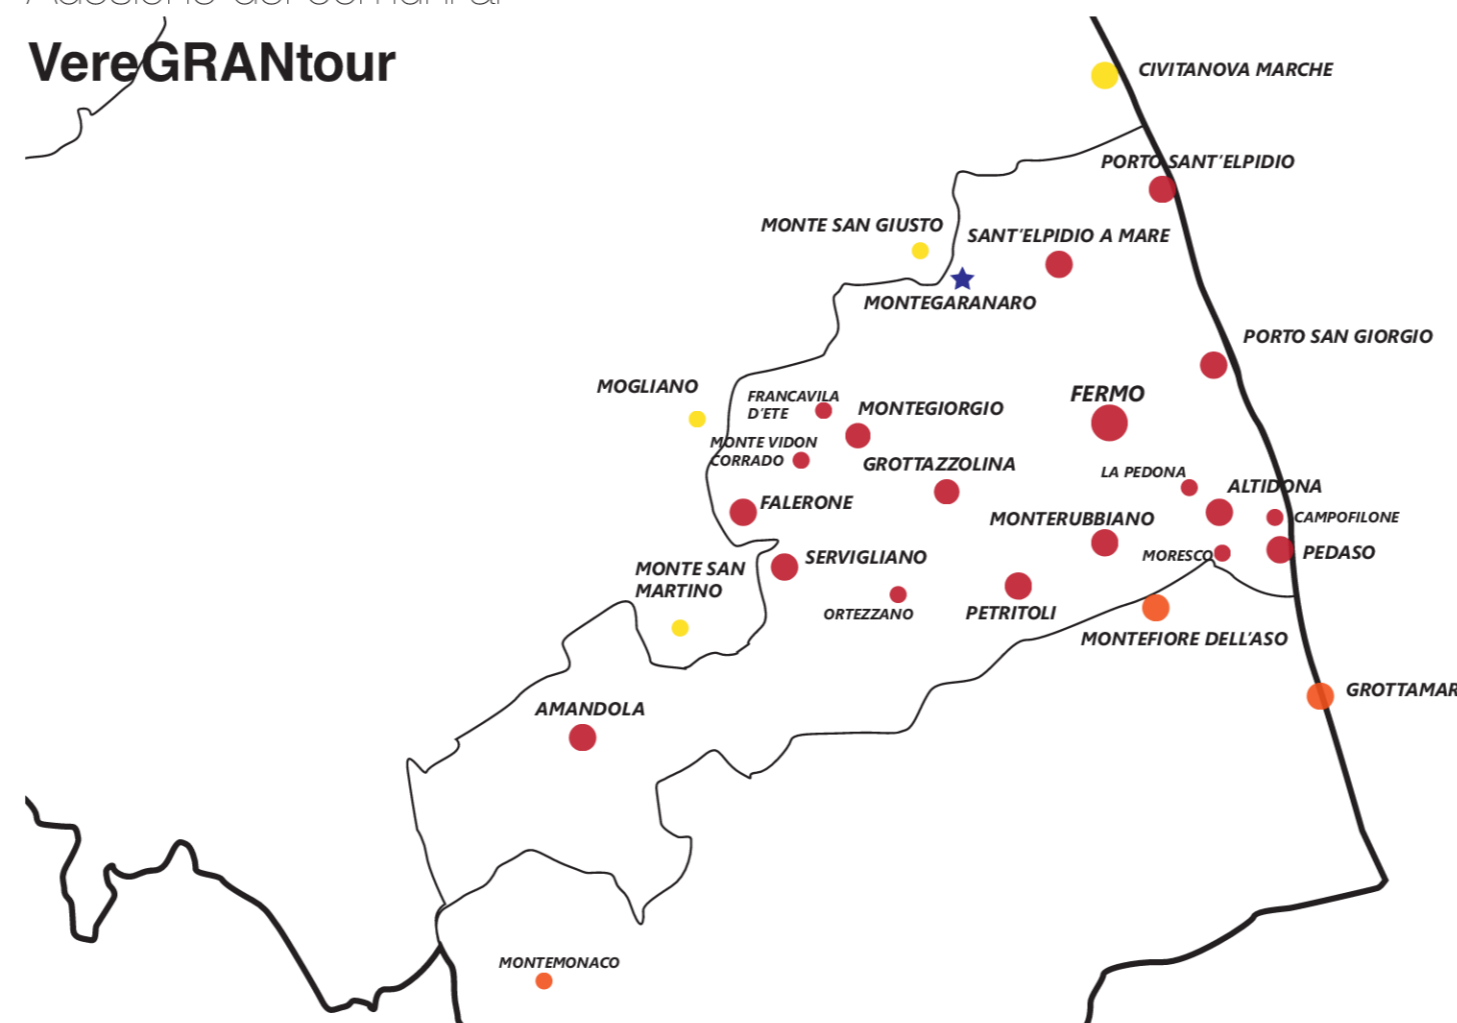 VereGRANtour
CIVITANOVA MARCHE
PORTO SANT'ELPIDIO
MONTE SAN GIUSTO
SANT'ELPIDIO A MARE
MONTEGARANARO
PORTO SAN GIORGIO
MOGLIANO
FRANCAVILA
D'ETE
MONTEGIORGIO
FERMO
MONTE VIDON
CORRADO
GROTTAZZOLINA
LA PEDONA
ALTIDONA
FALERONE
MONTERUBBIANO
CAMPOFILONE
MORESCO
PEDASO
SERVIGLIANO
MONTE SAN
MARTINO
ORTEZZANO
PETRITOLI
MONTEFIORE DELL'ASO
GROTTAMAR
AMANDOLA
MONTEMONACO